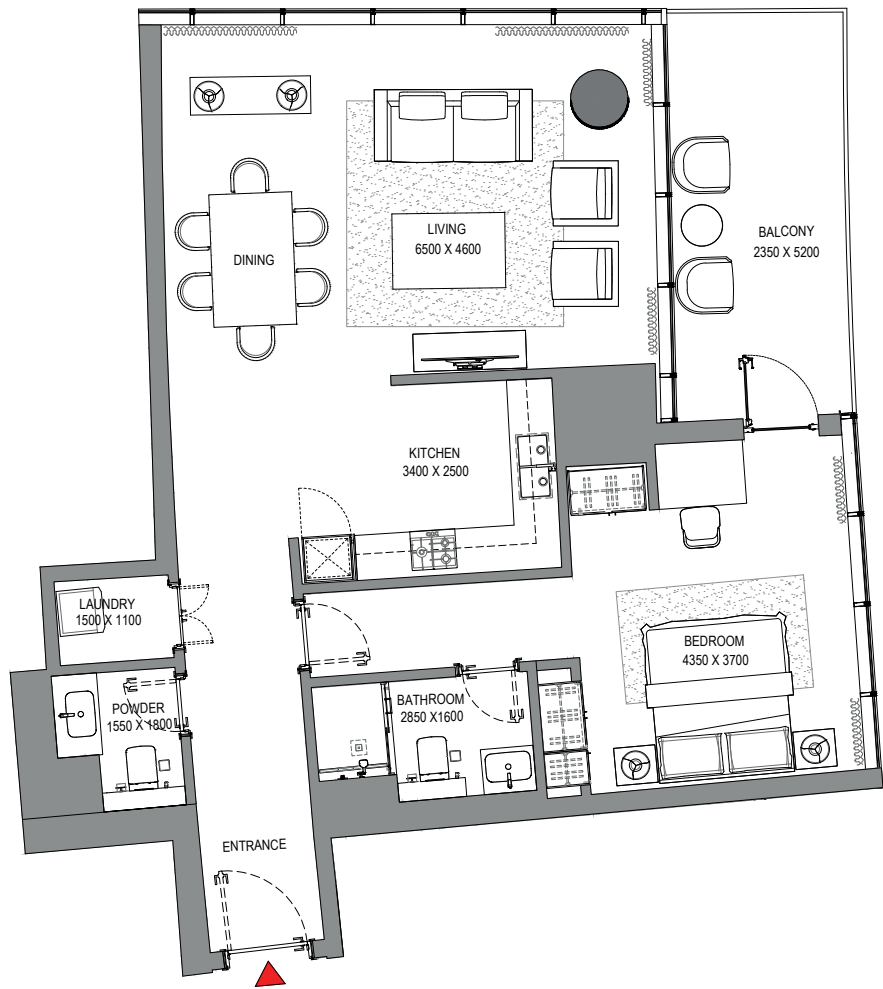 LIVING
6500 X 4600
BALCONY
2350 X 5200
DINING
KITCHEN
3400 X 2500
LAUNDRY
1500 X 1100
BEDROOM
4350 X 3700
POWDER
1550 X 1800
BATHROOM
2850 X1600
ENTRANCE